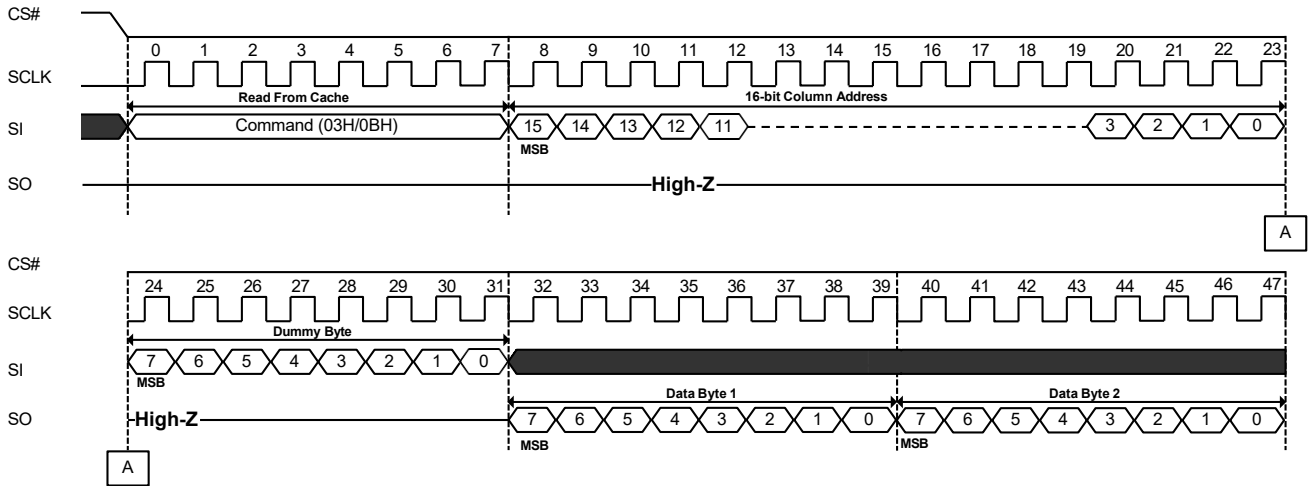 CS#
0 1 2 3 4 5 6 7 8 9 10 11 12 13 14 15 16 17 18 19 20 21 22 23
SCLK
Read From Cache 16-bit Column Address
SI Command (03H/0BH) 15 14 13 12 11 3 2 1 0
MSB
SO High-Z
A
CS#
24 25 26 27 28 29 30 31 32 33 34 35 36 37 38 39 40 41 42 43 44 45 46 47
SCLK
Dummy Byte
SI 7 6 5 4 3 2 1 0
MSB
Data Byte 1 Data Byte 2
SO High-Z 7 6 5 4 3 2 1 0 7 6 5 4 3 2 1 0
MSB MSB
A